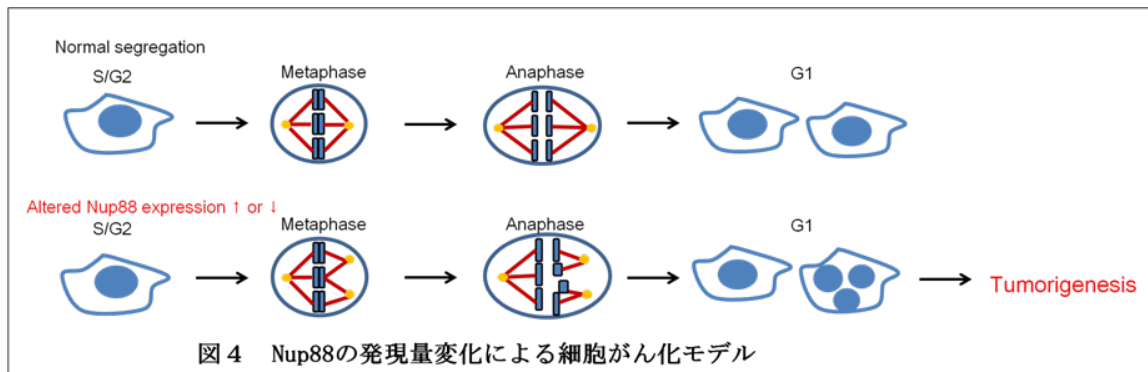 Normal segregation
S/G2
Metaphase
Anaphase
G1
Altered Nup88 expression ↑ or ↓
S/G2
Metaphase
Anaphase
G1
Tumorigenesis
図４ Nup88の発現量変化による細胞がん化モデル